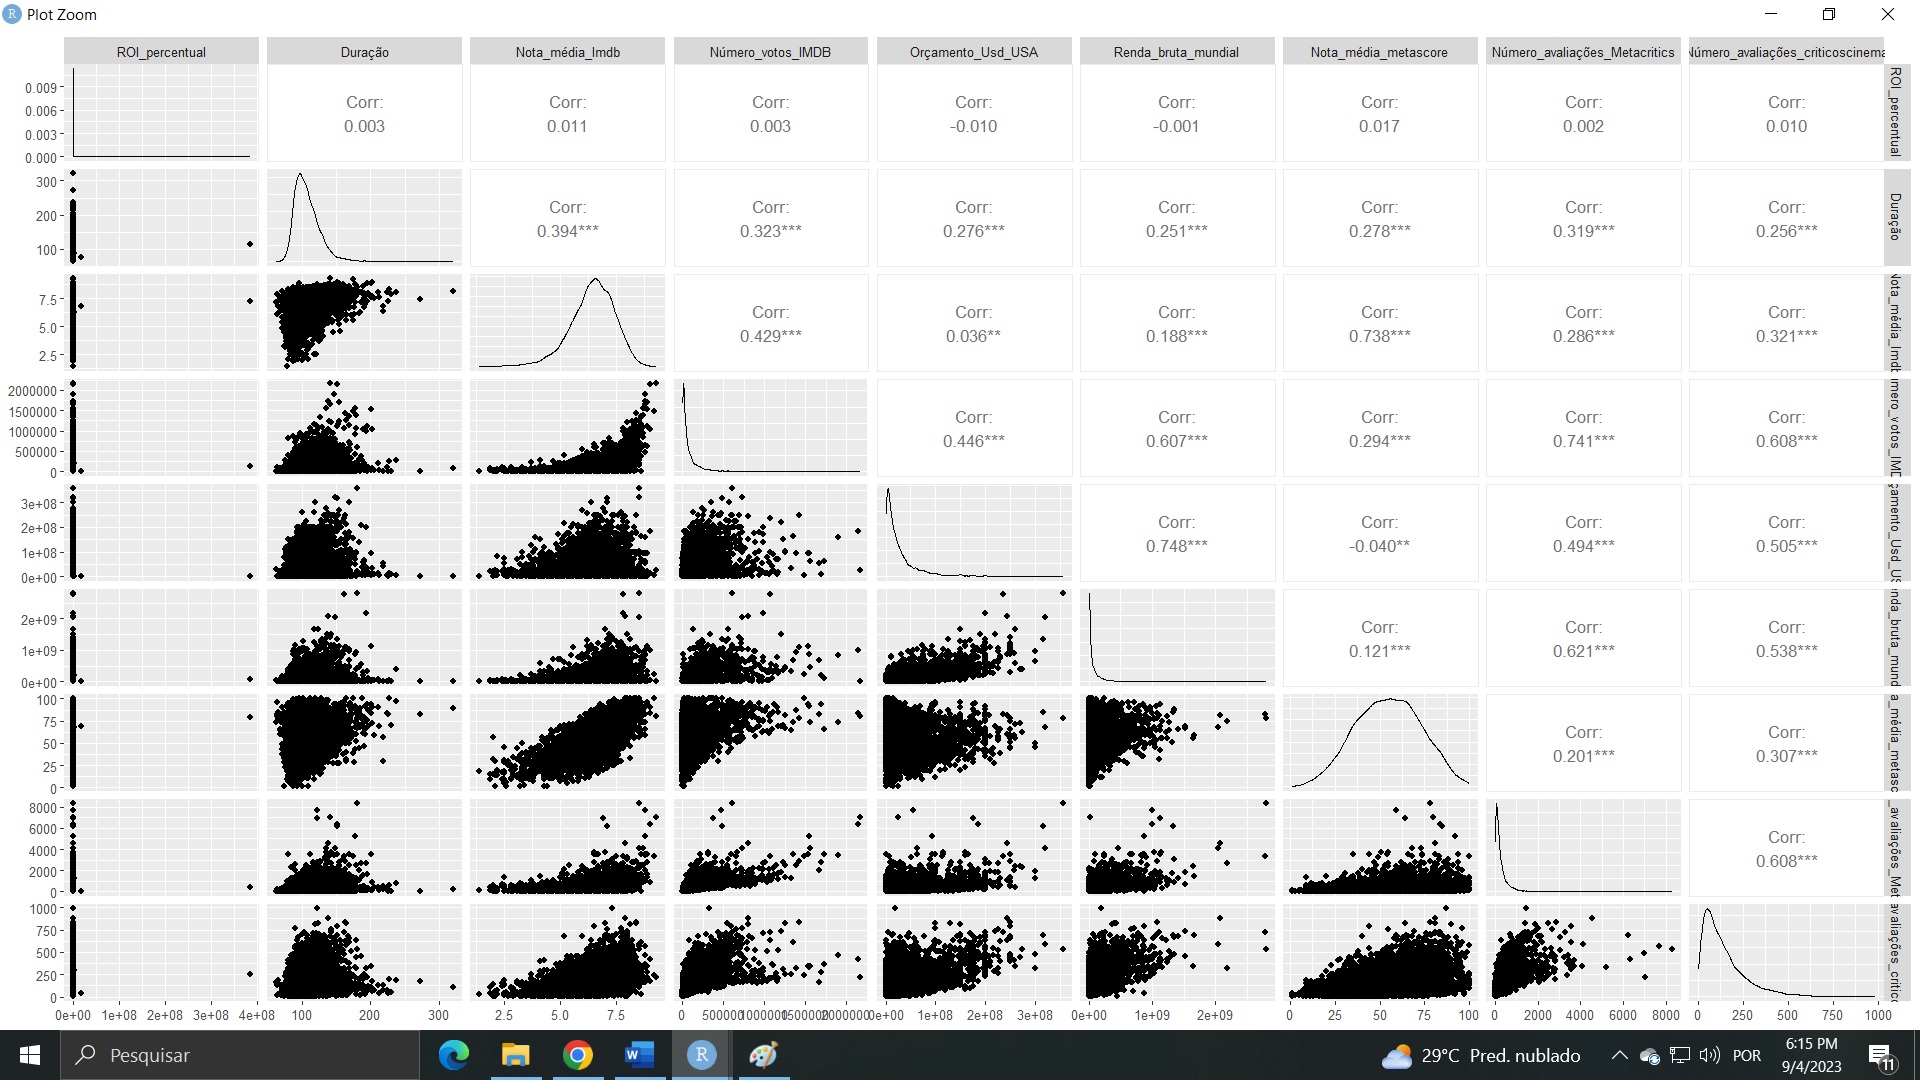 Plot Zoom
ROI_percentual Duração Nota_média_Imdb Número_votos_IMDB Orçamento_Usd_USA Renda_bruta_mundial Nota_média_metascore Número_avaliações_Metacritics Número_avaliações_criticoscinema
0.009
0.006
0.003
0.000
Corr: Corr: Corr: Corr: Corr: Corr: Corr: Corr:
0.003 0.011 0.003 -0.010 -0.001 0.017 0.002 0.010
ROI_percentual
300
200
100
Corr: Corr: Corr: Corr: Corr: Corr: Corr:
0.394*** 0.323*** 0.276*** 0.251*** 0.278*** 0.319*** 0.256***
Duração
7.5
5.0
2.5
Corr: Corr: Corr: Corr: Corr: Corr:
0.429*** 0.036** 0.188*** 0.738*** 0.286*** 0.321***
Nota_média_Imdb
2000000
1500000
1000000
500000
0
Corr: Corr: Corr: Corr: Corr:
0.446*** 0.607*** 0.294*** 0.741*** 0.608***
úmero_votos_IMD
3e+08
2e+08
1e+08
0e+00
Corr: Corr: Corr: Corr:
0.748*** -0.040** 0.494*** 0.505***
çamento_Usd_US
2e+09
1e+09
0e+00
Corr: Corr: Corr:
0.121*** 0.621*** 0.538***
nda_bruta_mund
100
75
50
25
0
Corr: Corr:
0.201*** 0.307***
a_média_metasc
8000
6000
4000
2000
0
Corr:
0.608***
_avaliações_Met
1000
750
500
250
0
avaliações_critic
0e+00 1e+08 2e+08 3e+08 4e+08 100 200 300 2.5 5.0 7.5 0 500000 1000000 1500000 2000000 0e+00 1e+08 2e+08 3e+08 0e+00 1e+09 2e+09 0 25 50 75 100 0 2000 4000 6000 8000 0 250 500 750 1000
Pesquisar
29°C Pred. nublado
POR
6:15 PM
9/4/2023
11